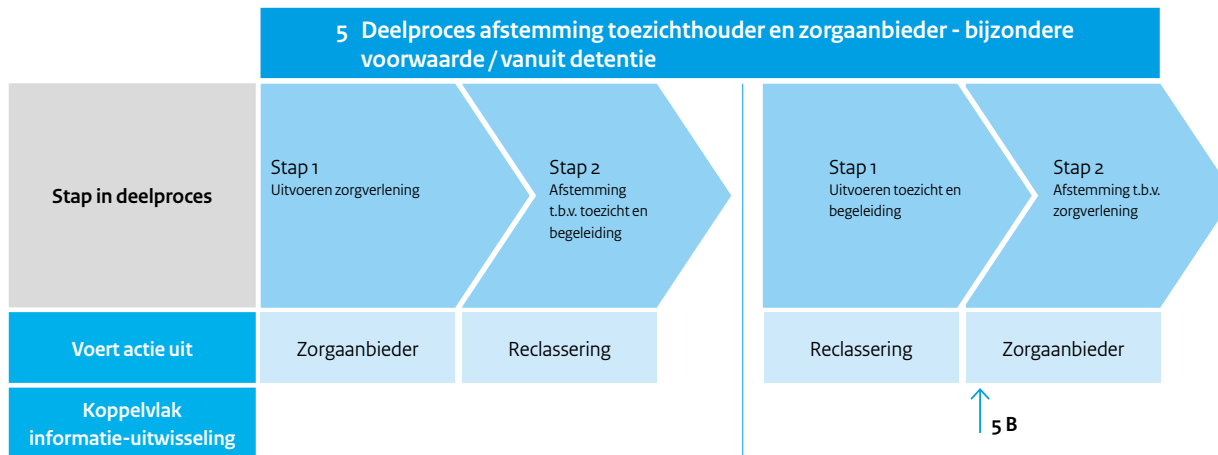 5 Deelproces afstemming toezichthouder en zorgaanbieder - bijzondere
voorwaarde / vanuit detentie
Stap in deelproces
Stap 1
Uitvoeren zorgverlening
Stap 2
Afstemming
t.b.v. toezicht en
begeleiding
Stap 1
Uitvoeren toezicht en
begeleiding
Stap 2
Afstemming t.b.v.
zorgverlening
Voert actie uit
Zorgaanbieder
Reclassering
Reclassering
Zorgaanbieder
Koppelvlak
informatie-uitwisseling
5 B